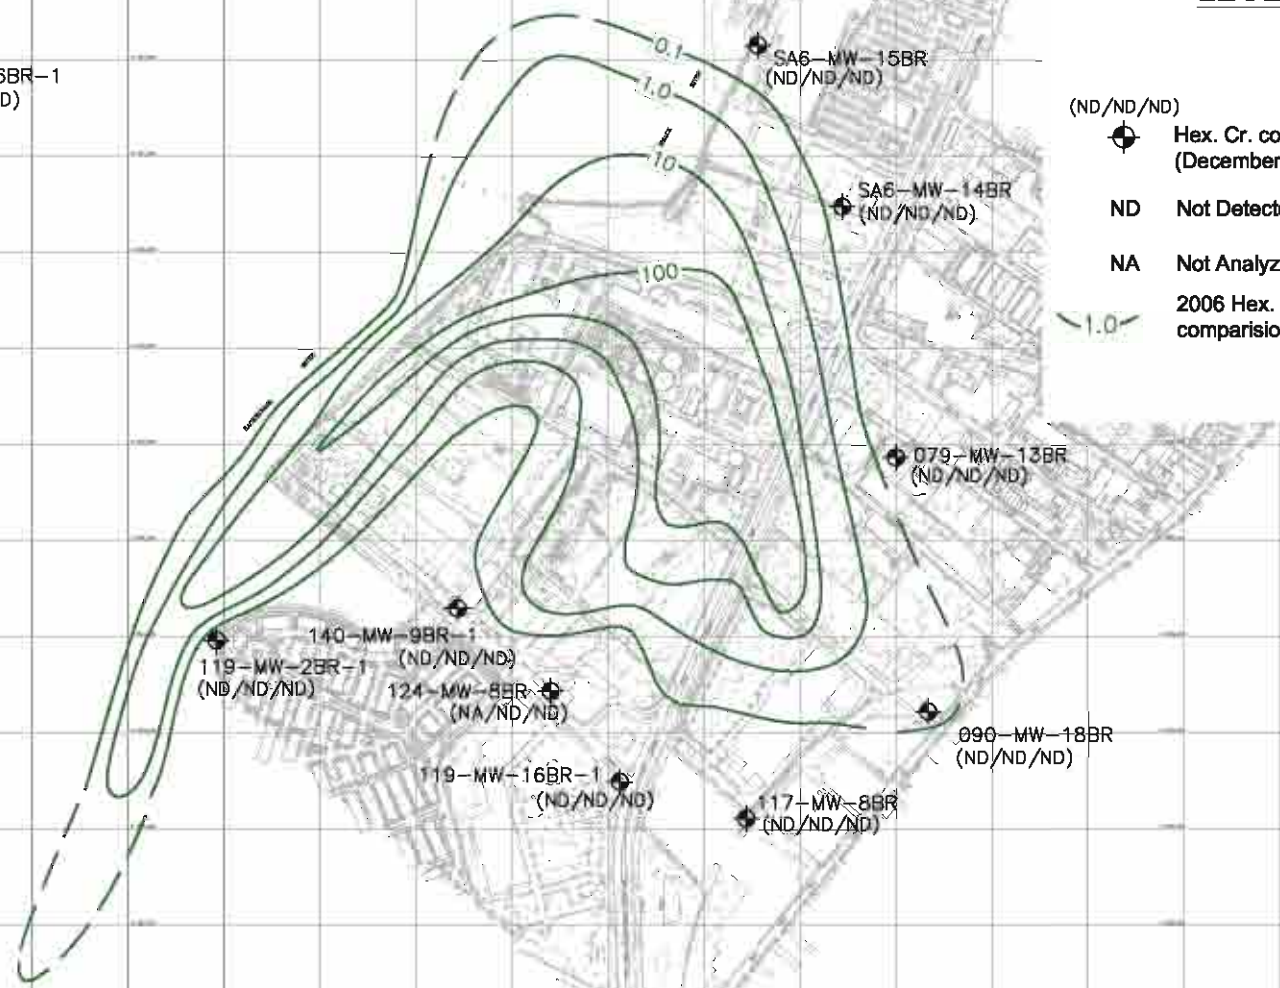 6BR-1
D)
0.1
SA6-MW-15BR
(ND/ND/ND)
1.0
10
SA6-MW-14BR
(ND/ND/ND)
100
079-MW-13BR
(ND/ND/ND)
140-MW-9BR-1
(ND/ND/ND)
119-MW-2BR-1
(ND/ND/ND)
124-MW-8BR
(NA/ND/ND)
090-MW-18BR
(ND/ND/ND)
119-MW-16BR-1
(ND/ND/ND)
117-MW-8BR
(ND/ND/ND)
(ND/ND/ND)
Hex. Cr. co
(December
ND Not Detect
NA Not Analyz
1.0 2006 Hex.
comparisio